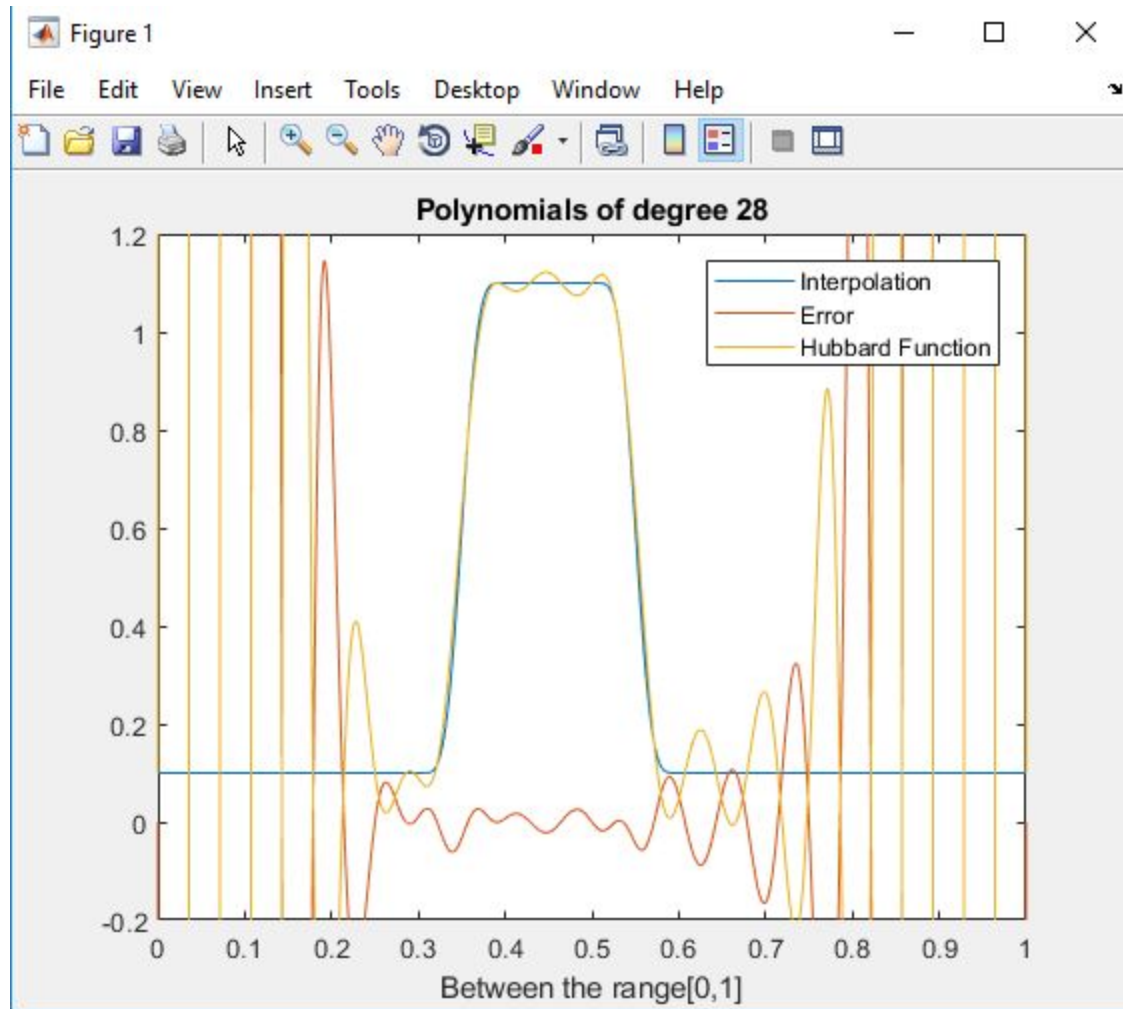 Figure 1
File Edit View Insert Tools Desktop Window Help
Polynomials of degree 28
1.2
1
0.8
0.6
0.4
0.2
0
-0.2
Interpolation
Error
Hubbard Function
0 0.1 0.2 0.3 0.4 0.5 0.6 0.7 0.8 0.9 1
Between the range[0,1]